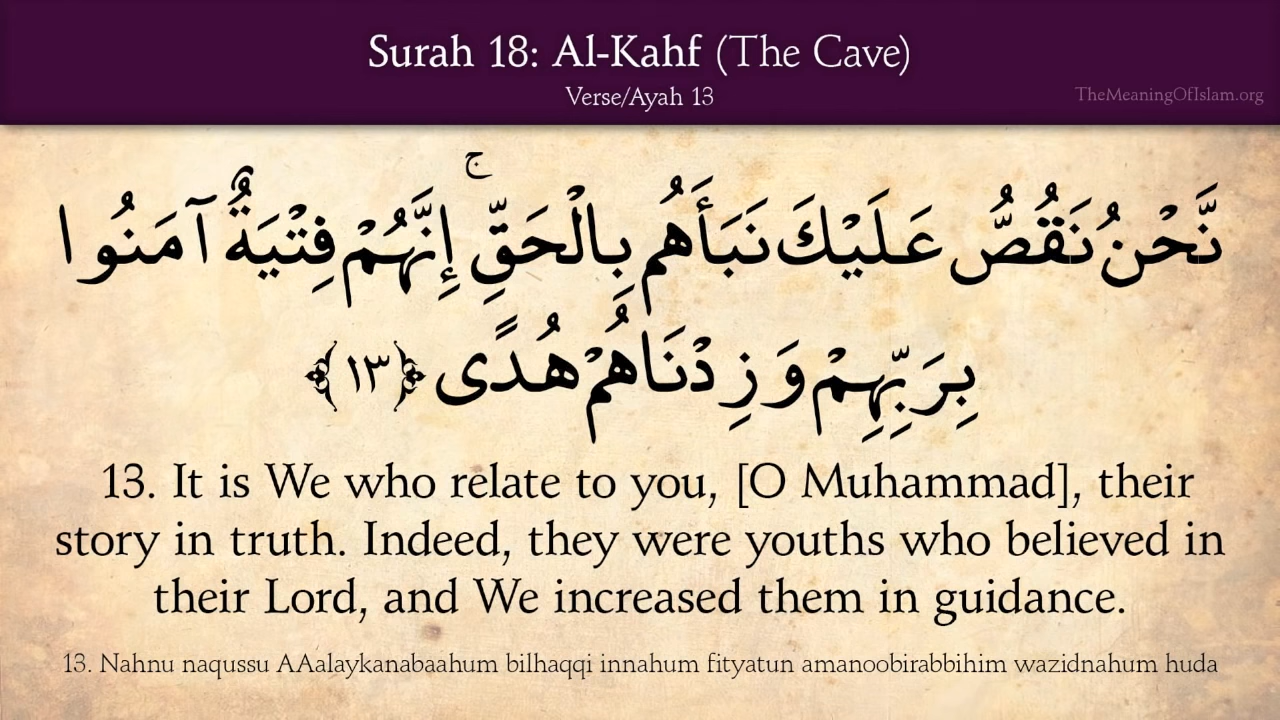 Surah 18: Al-Kahf (The Cave)
Verse/Ayah 13
TheMeaningOfIslam.org
نَّحْنُ نَقُصُّ عَلَيْكَ نَبَأَهُم بِالْحَقِّ ۚ إِنَّهُمْ فِتْيَةٌ آمَنُوا
بِرَبِّهِمْ وَزِدْنَاهُمْ هُدًى ﴿١٣﴾
13. It is We who relate to you, [O Muhammad], their
story in truth. Indeed, they were youths who believed in
their Lord, and We increased them in guidance.
13. Nahnu naqussu AAalaykanabaahum bilhaqqi innahum fityatun amanoobirabbihim wazidnahum huda